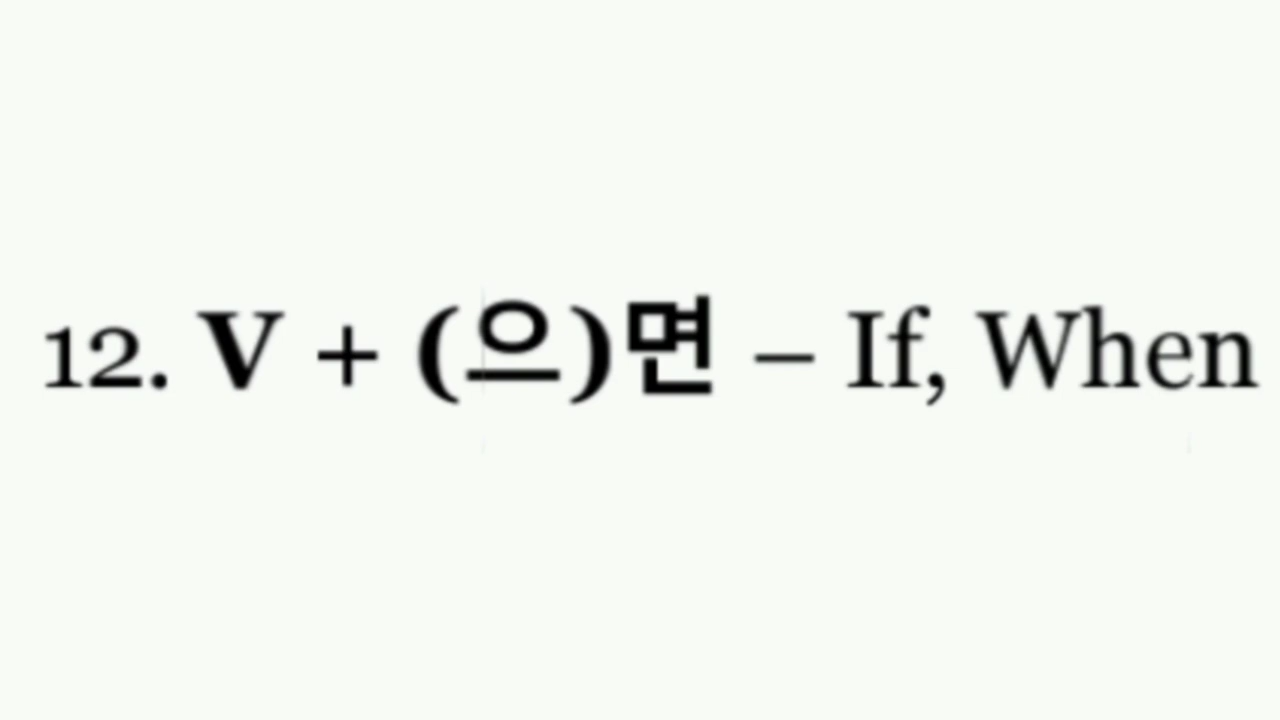 12. V + (으)면 – If, When